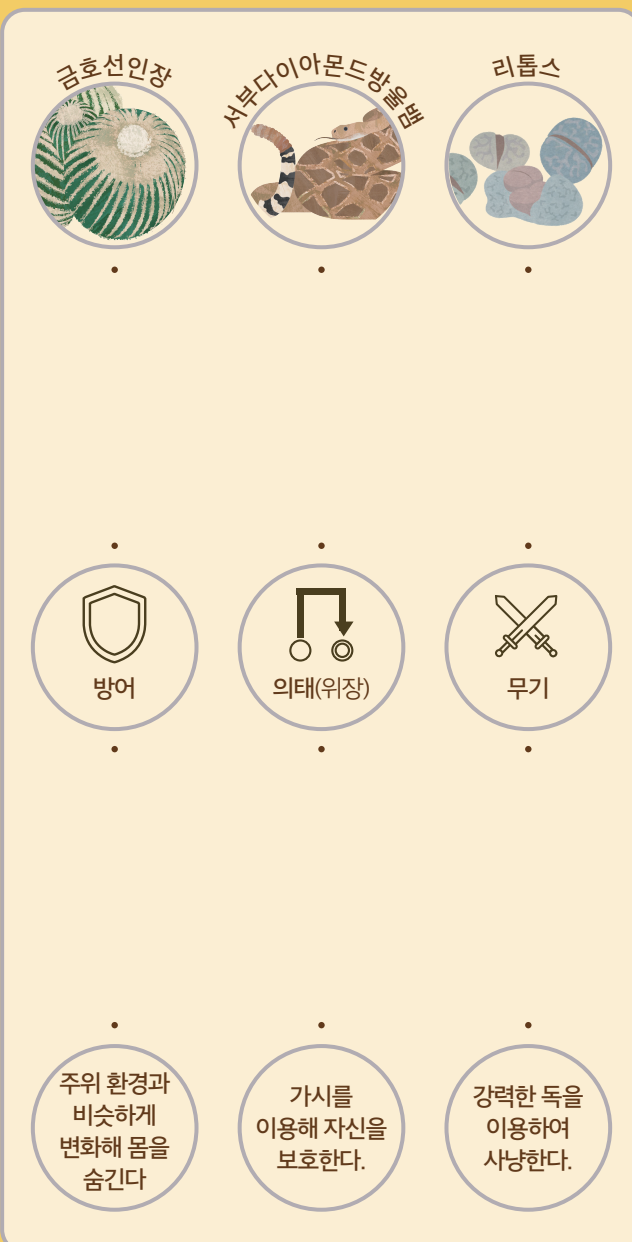 금호선인장
서부다이아몬드방울뱀
리톱스
방어
의태(위장)
무기
주위 환경과
비슷하게
변화해 몸을
숨긴다
가시를
이용해 자신을
보호한다.
강력한 독을
이용하여
사냥한다.